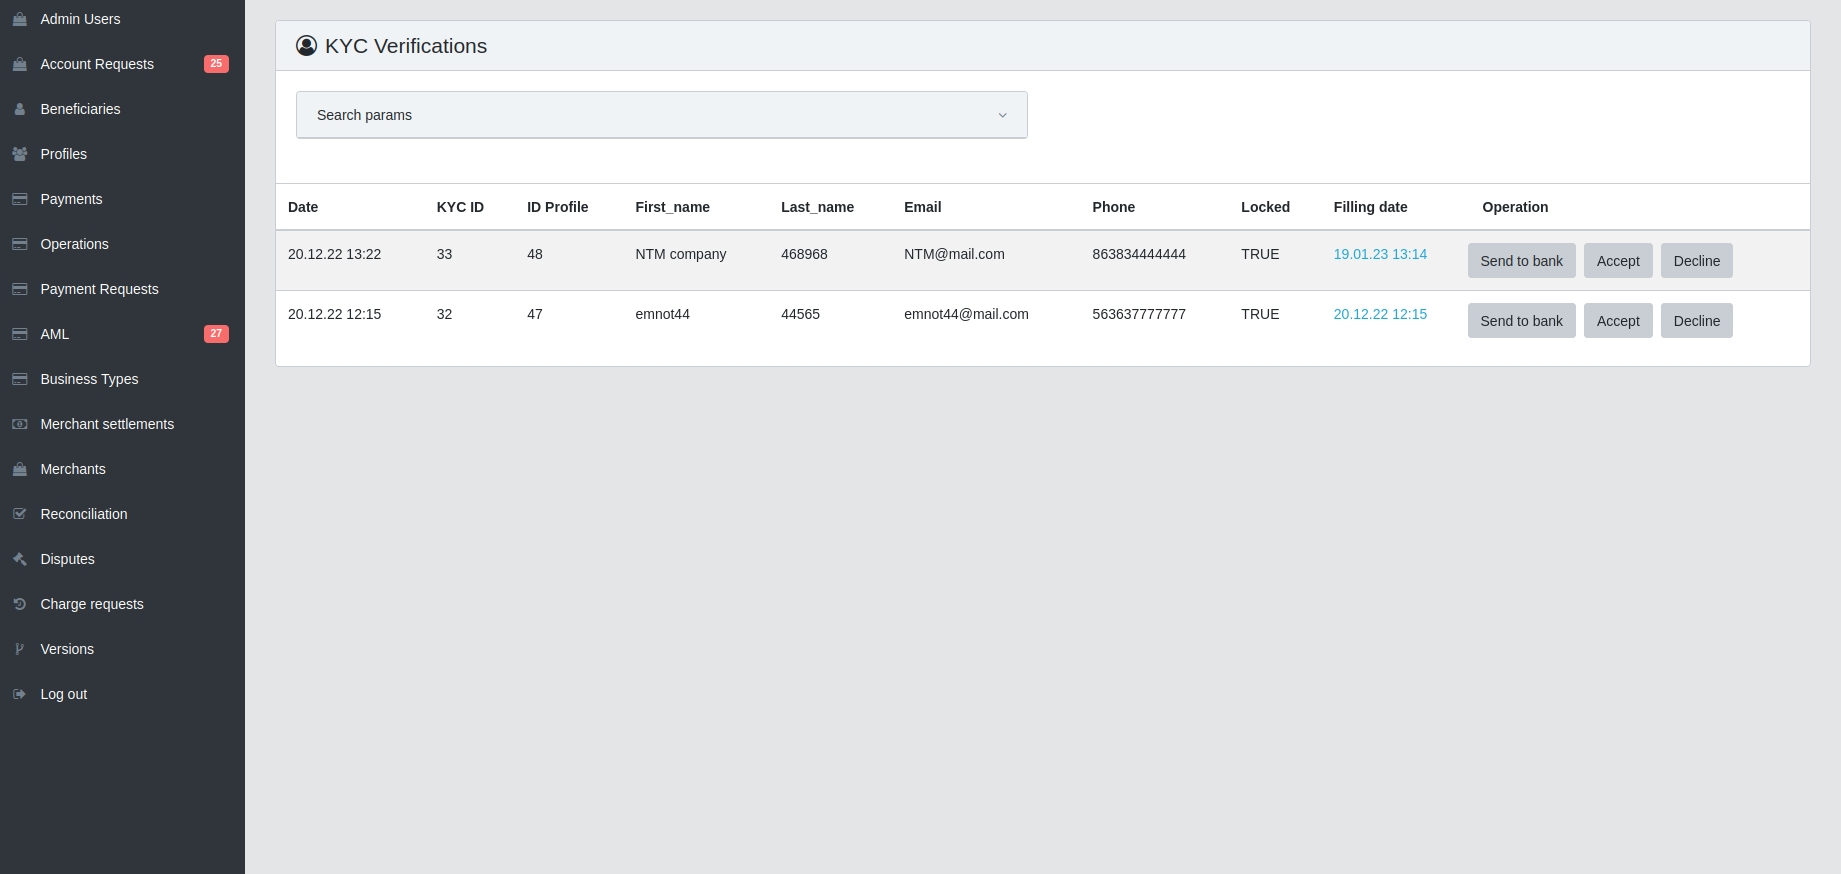 Admin Users
Account Requests 25
Beneficiaries
Profiles
Payments
Operations
Payment Requests
AML 27
Business Types
Merchant settlements
Merchants
Reconciliation
Disputes
Charge requests
Versions
Log out
KYC Verifications
Search params
Date KYC ID ID Profile First_name Last_name Email Phone Locked Filling date Operation
20.12.22 13:22 33 48 NTM company 468968 NTM@mail.com 863834444444 TRUE 19.01.23 13:14 Send to bank Accept Decline
20.12.22 12:15 32 47 emnot44 44565 emnot44@mail.com 563637777777 TRUE 20.12.22 12:15 Send to bank Accept Decline